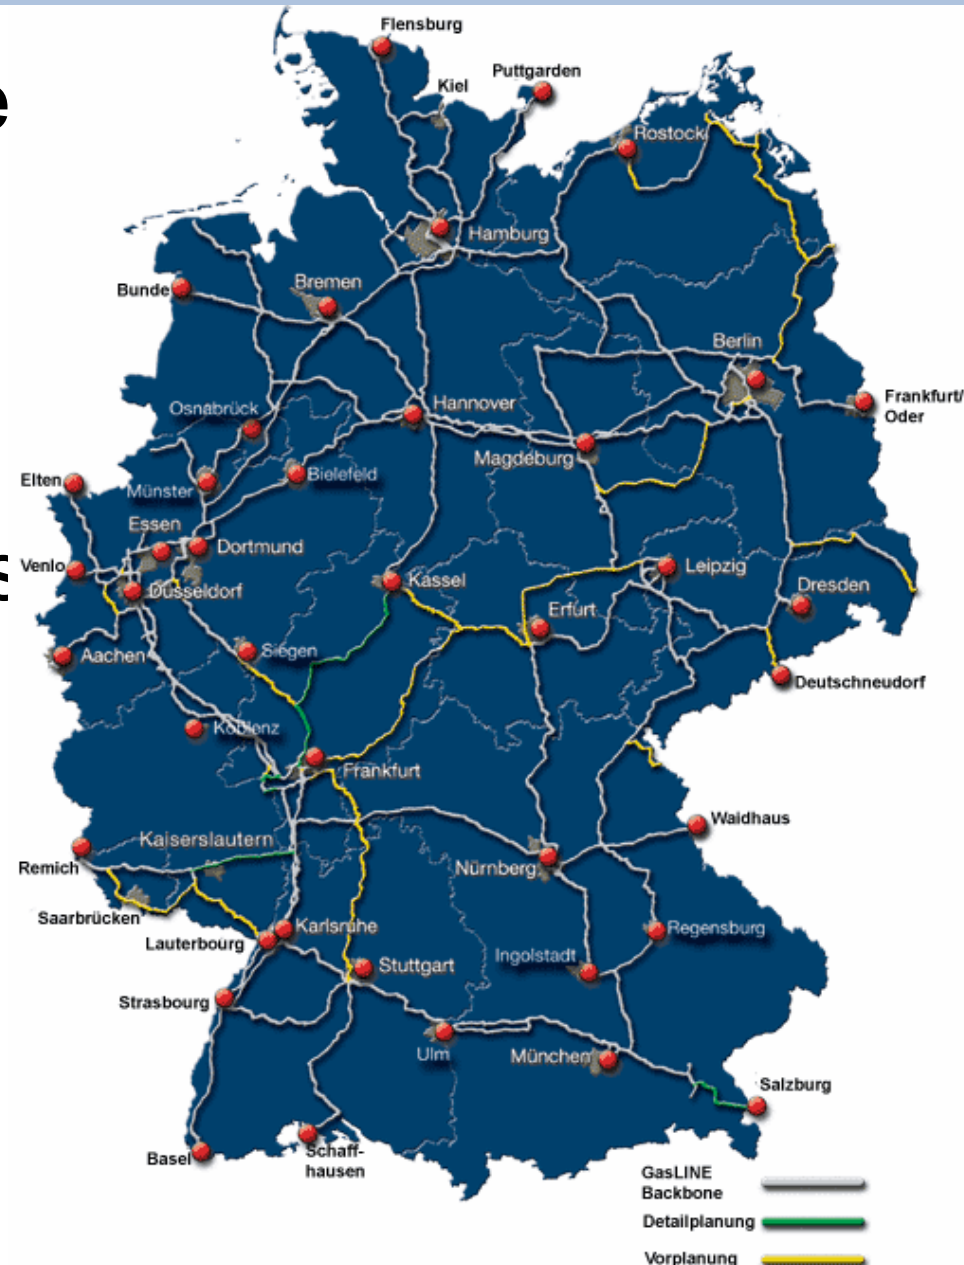 Flensburg
Puttgarden
Kiel
e
Rostock
Hamburg
Bremen
Bunde
Berlin
Frankfurt/
Oder
Osnabrück
Hannover
Magdeburg
Elten
Münster
Bielefeld
Essen
Dortmund
Venlo
s
Düsseldorf
Kassel
Leipzig
Dresden
Erfurt
Aachen
Siegen
Deutschneudorf
Koblenz
Frankfurt
Waidhaus
Kaiserslautern
Remich
Nürnberg
Saarbrücken
Karlsruhe
Lauterbourg
Regensburg
Ingolstadt
Stuttgart
Strasbourg
Ulm
München
Salzburg
Basel
Schaff-
hausen
GasLINE
Backbone
Detailplanung
Vorplanung